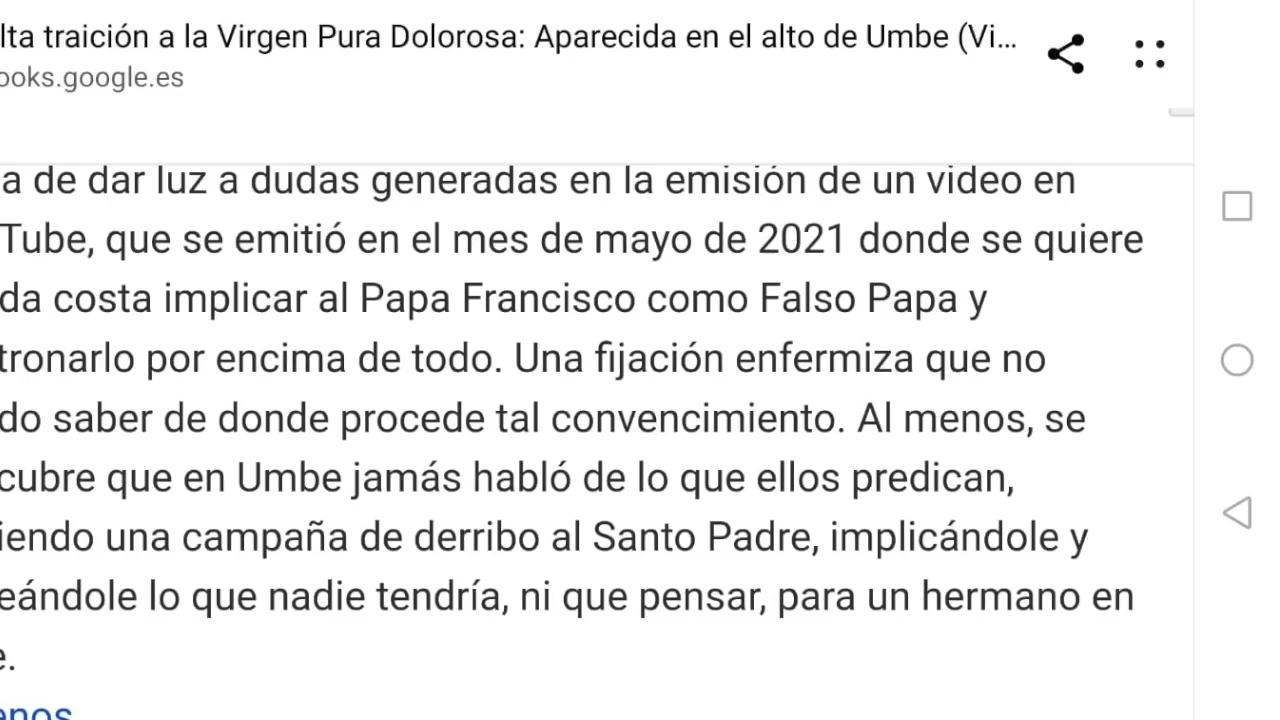 lta traición a la Virgen Pura Dolorosa: Aparecida en el alto de Umbe (Vi...
ooks.google.es
a de dar luz a dudas generadas en la emisión de un video en
Tube, que se emitió en el mes de mayo de 2021 donde se quiere
da costa implicar al Papa Francisco como Falso Papa y
tronarlo por encima de todo. Una fijación enfermiza que no
do saber de donde procede tal convencimiento. Al menos, se
cubre que en Umbe jamás habló de lo que ellos predican,
iendo una campaña de derribo al Santo Padre, implicándole y
eándole lo que nadie tendría, ni que pensar, para un hermano en
e.
enos